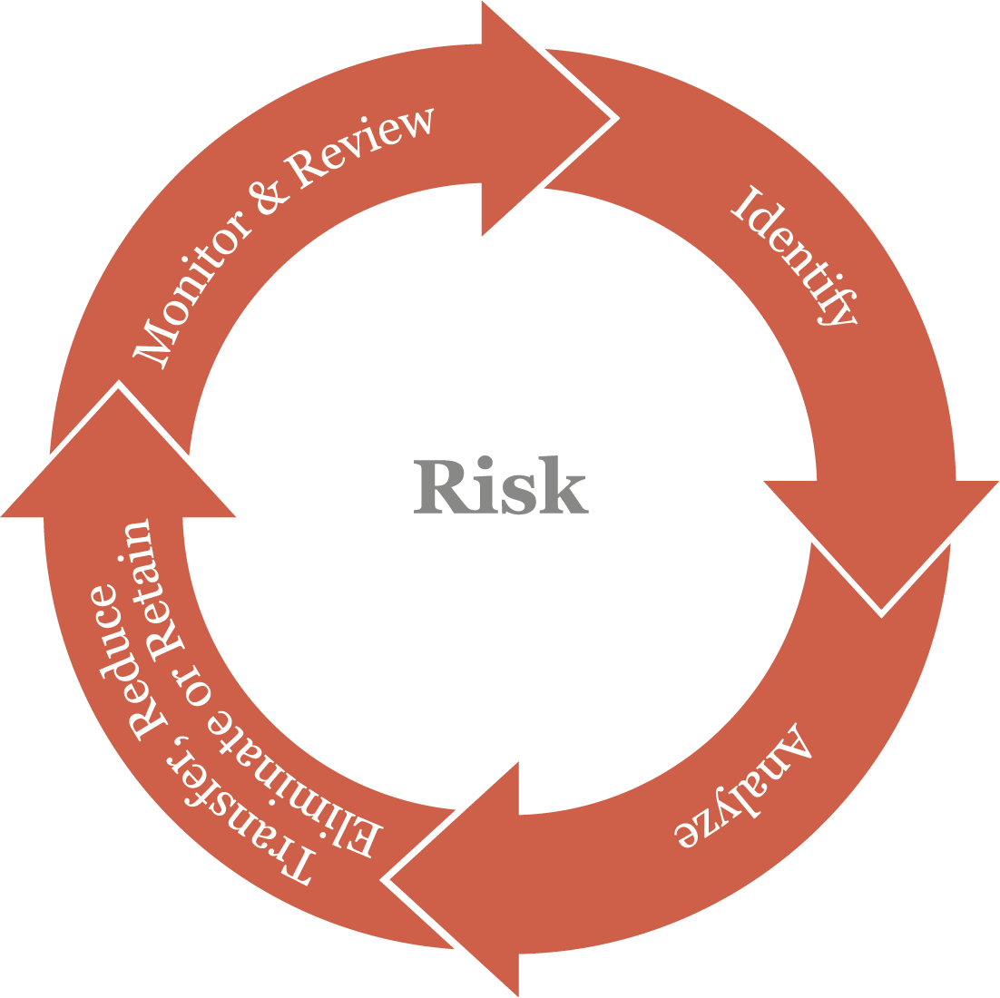 Identify
Analyze
Transfer, Reduce
Eliminate or Retain
Monitor & Review
Risk